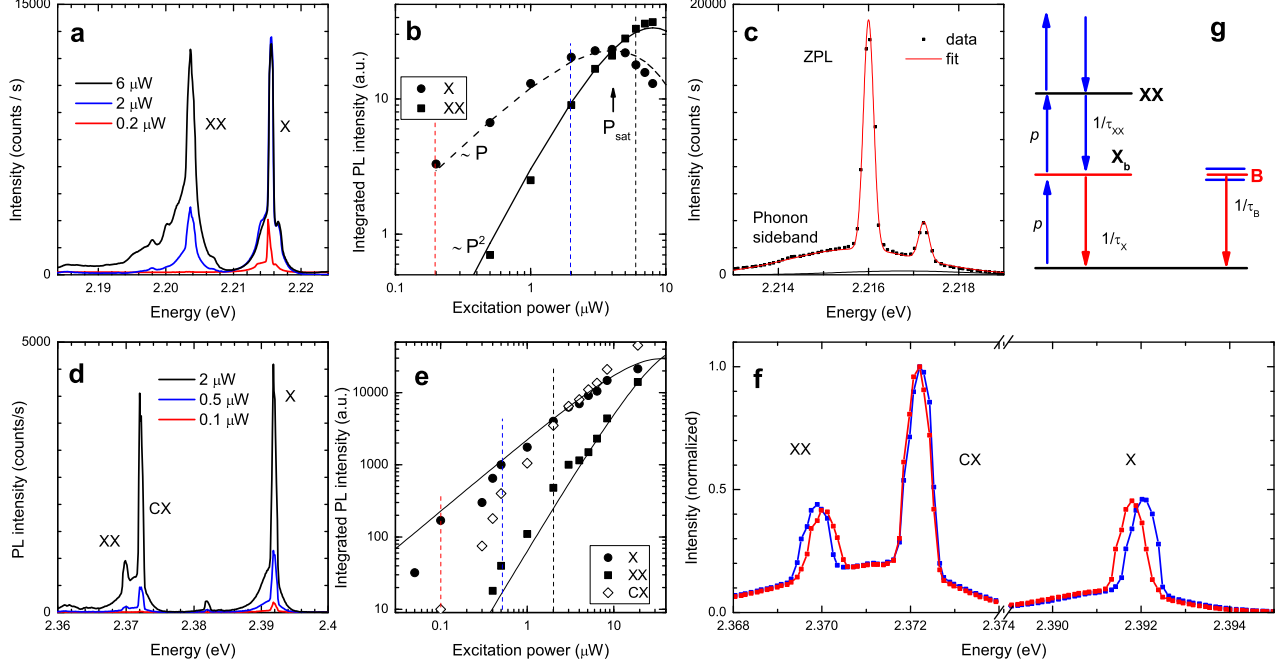 a
15000
0
Intensity (counts / s)
6 μW
2 μW
0.2 μW
XX
X
2.19
2.20
2.21
2.22
Energy (eV)
b
Integrated PL intensity (a.u.)
10
1
X
XX
~ P
~ P²
P_sat
0.1
1
10
Excitation power (μW)
c
20000
0
Intensity (counts / s)
ZPL
data
fit
Phonon
sideband
2.214
2.216
2.218
Energy (eV)
g
XX
p
1/τ_XX
X_b
B
p
1/τ_X
1/τ_B
d
5000
0
PL intensity (counts/s)
2 μW
0.5 μW
0.1 μW
X
CX
XX
2.36
2.37
2.38
2.39
2.4
Energy (eV)
e
Integrated PL intensity (a.u.)
10000
1000
100
10
X
XX
CX
0.1
1
10
Excitation power (μW)
f
Intensity (normalized)
1.0
0.5
0.0
XX
CX
X
2.368
2.370
2.372
2.374
2.390
2.392
2.394
Energy (eV)